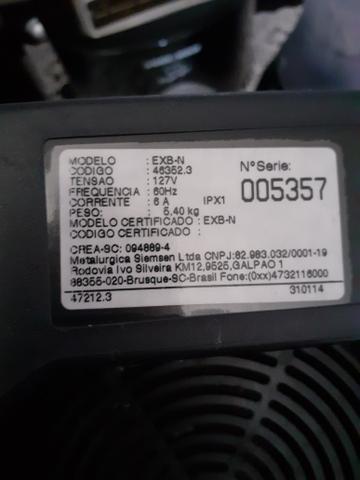 MODELO : EXB-N
CODIGO : 46352.3
TENSAO : 127V
FREQUENCIA : 60Hz
CORRENTE : 6 A IPX1
PESO: : 5,40 kg
MODELO CERTIFICADO : EXB-N
CODIGO CERTIFICADO :
NºSerie:
005357
CREA-SC: 094889-4
Metalurgica Siemsen Ltda CNPJ:82.983.032/0001-19
Rodovia Ivo Silveira KM12,9525,GALPAO 1
88355-020-Brusque-SC-Brasil Fone:(0xx)4732116000
47212.3 310114